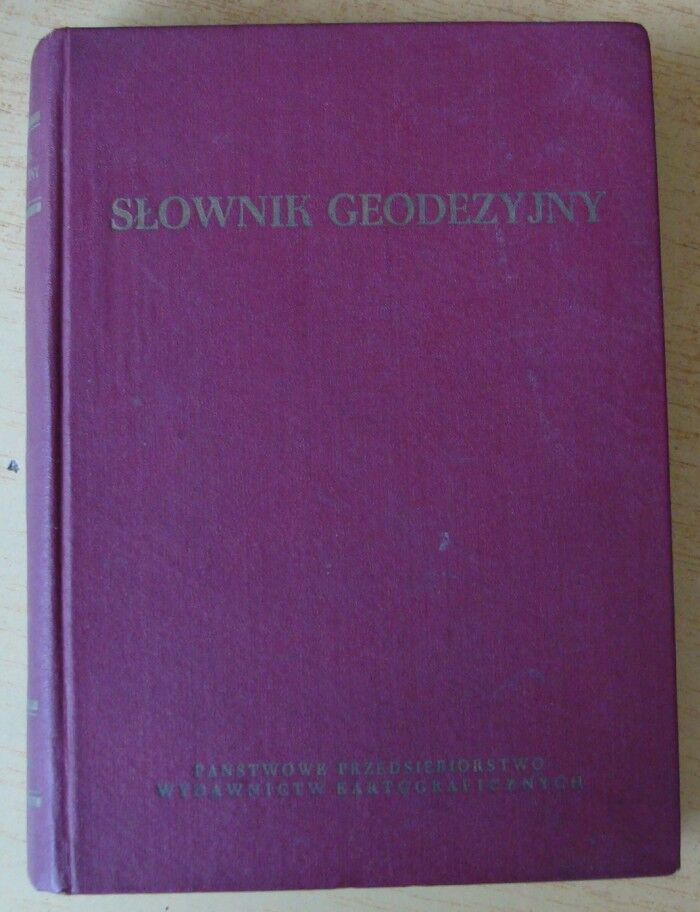 SŁOWNIK GEODEZYJNY
PAŃSTWOWE PRZEDSIĘBIORSTWO
WYDAWNICTW KARTOGRAFICZNYCH